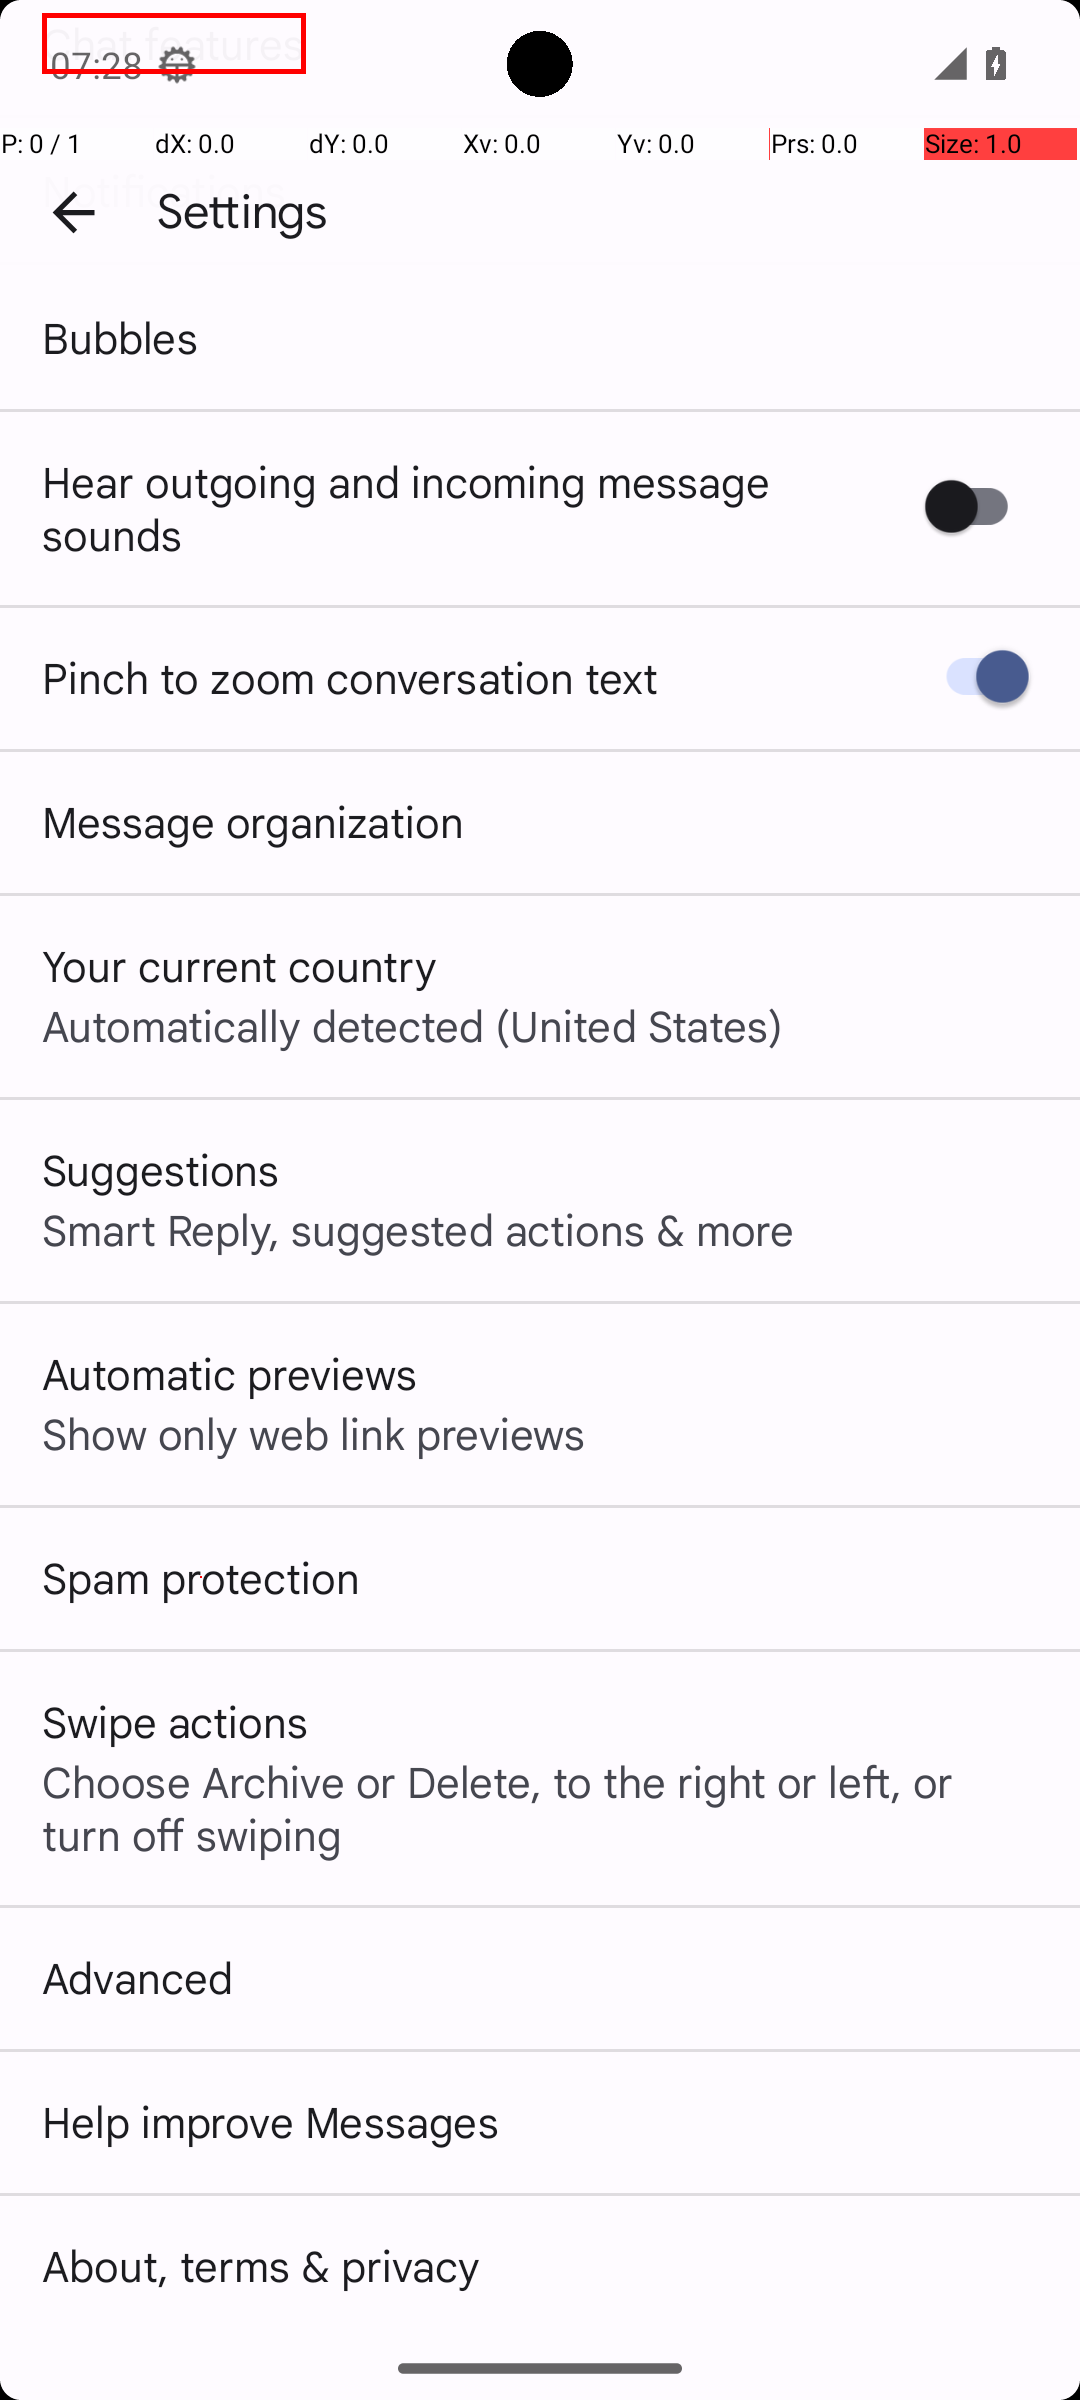 Chat features
07:28
P: 0 / 1 dX: 0.0 dY: 0.0 Xv: 0.0 Yv: 0.0 Prs: 0.0 Size: 1.0
Notifications
Settings
Bubbles
Hear outgoing and incoming message
sounds
Pinch to zoom conversation text
Message organization
Your current country
Automatically detected (United States)
Suggestions
Smart Reply, suggested actions & more
Automatic previews
Show only web link previews
Spam protection
Swipe actions
Choose Archive or Delete, to the right or left, or
turn off swiping
Advanced
Help improve Messages
About, terms & privacy